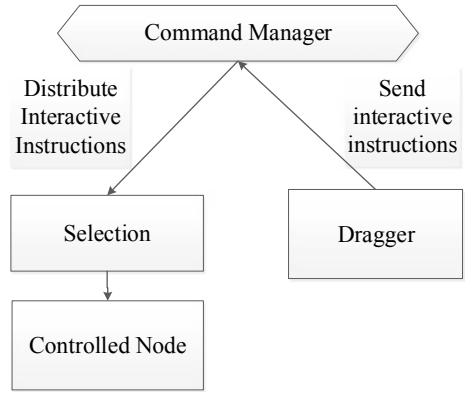 Command Manager
Distribute
Interactive
Instructions
Send
interactive
instructions
Selection
Dragger
Controlled Node